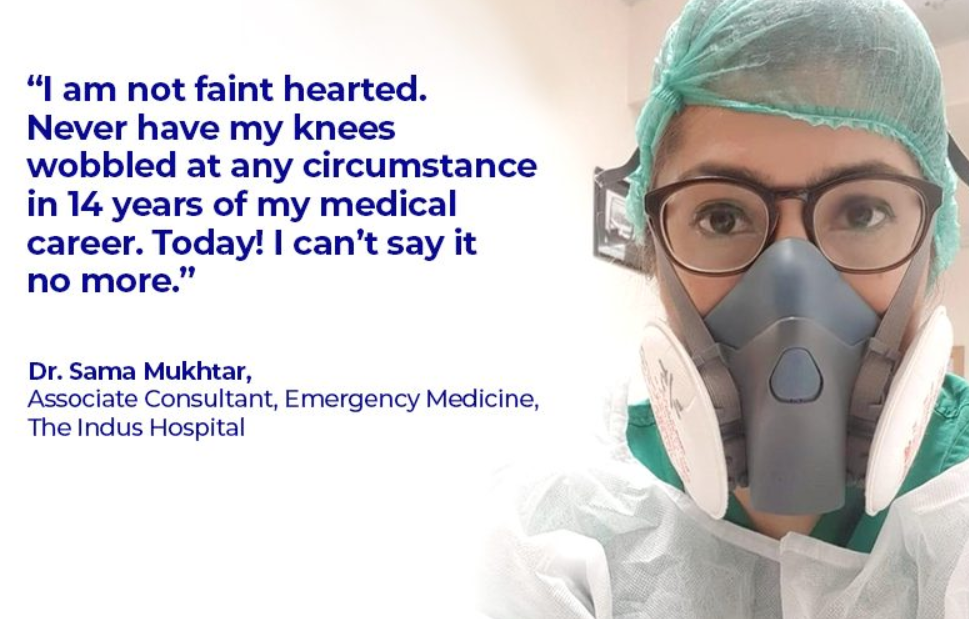 “I am not faint hearted.
Never have my knees
wobbled at any circumstance
in 14 years of my medical
career. Today! I can’t say it
no more.”
Dr. Sama Mukhtar,
Associate Consultant, Emergency Medicine,
The Indus Hospital